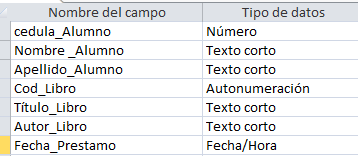 Nombre del campo Tipo de datos
cedula_Alumno Número
Nombre _Alumno Texto corto
Apellido_Alumno Texto corto
Cod_Libro Autonumeración
Título_Libro Texto corto
Autor_Libro Texto corto
Fecha_Prestamo Fecha/Hora